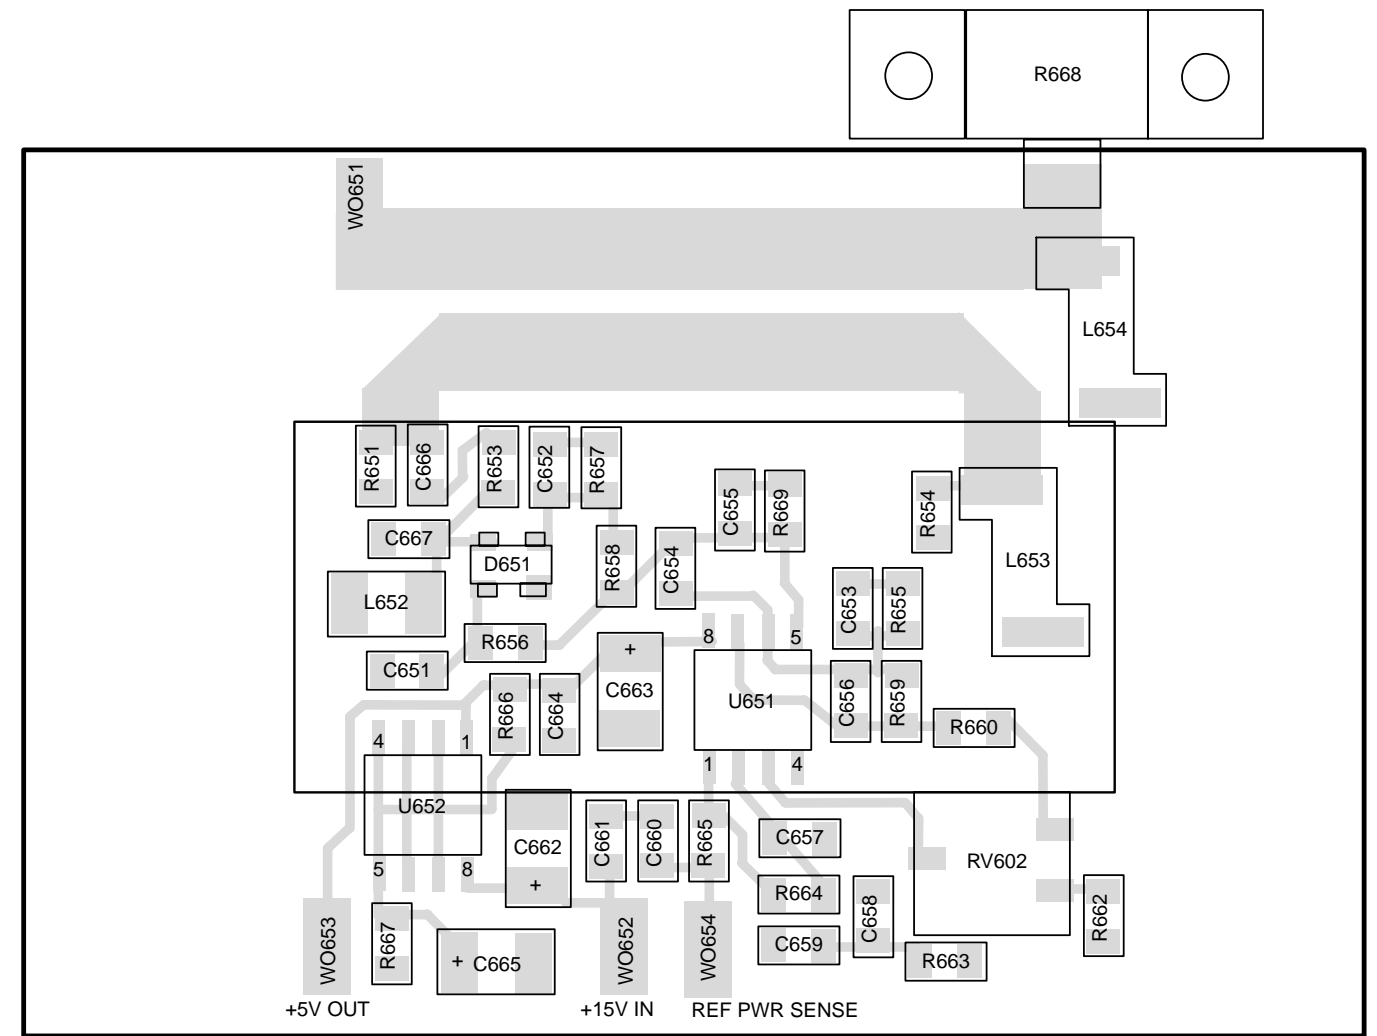 R668
WO651
L654
R651
C666
R653
C652
R657
C655
R669
R654
C667
D651
R658
C654
L653
L652
C653
R655
R656
8
5
+
C651
C663
R666
C664
U651
C656
R659
R660
4
1
1
4
U652
C662
+
C661
C660
R665
C657
RV602
5
8
R664
C658
R662
WO653
R667
+ C665
WO652
WO654
C659
R663
+5V OUT
+15V IN
REF PWR SENSE